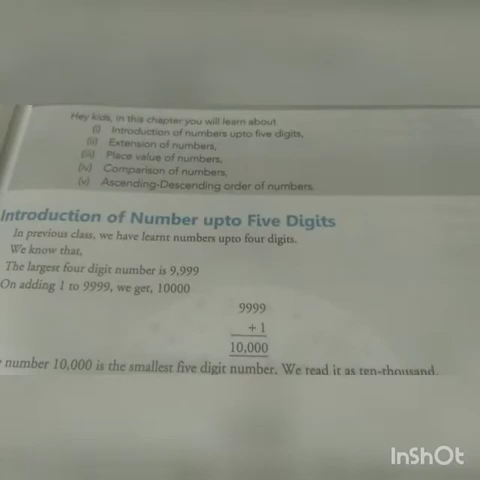 Hey kids, in this chapter you will learn about
(i) Introduction of numbers upto five digits,
(ii) Extension of numbers,
(iii) Place value of numbers,
(iv) Comparison of numbers,
(v) Ascending-Descending order of numbers.
Introduction of Number upto Five Digits
In previous class, we have learnt numbers upto four digits.
We know that,
The largest four digit number is 9,999
On adding 1 to 9999, we get, 10000
9999
+ 1
10,000
number 10,000 is the smallest five digit number. We read it as ten-thousand.
InShOt